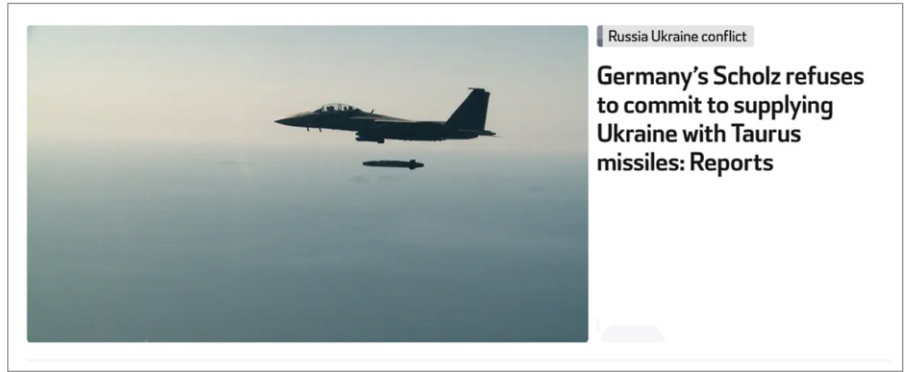 Russia Ukraine conflict
Germany’s Scholz refuses
to commit to supplying
Ukraine with Taurus
missiles: Reports